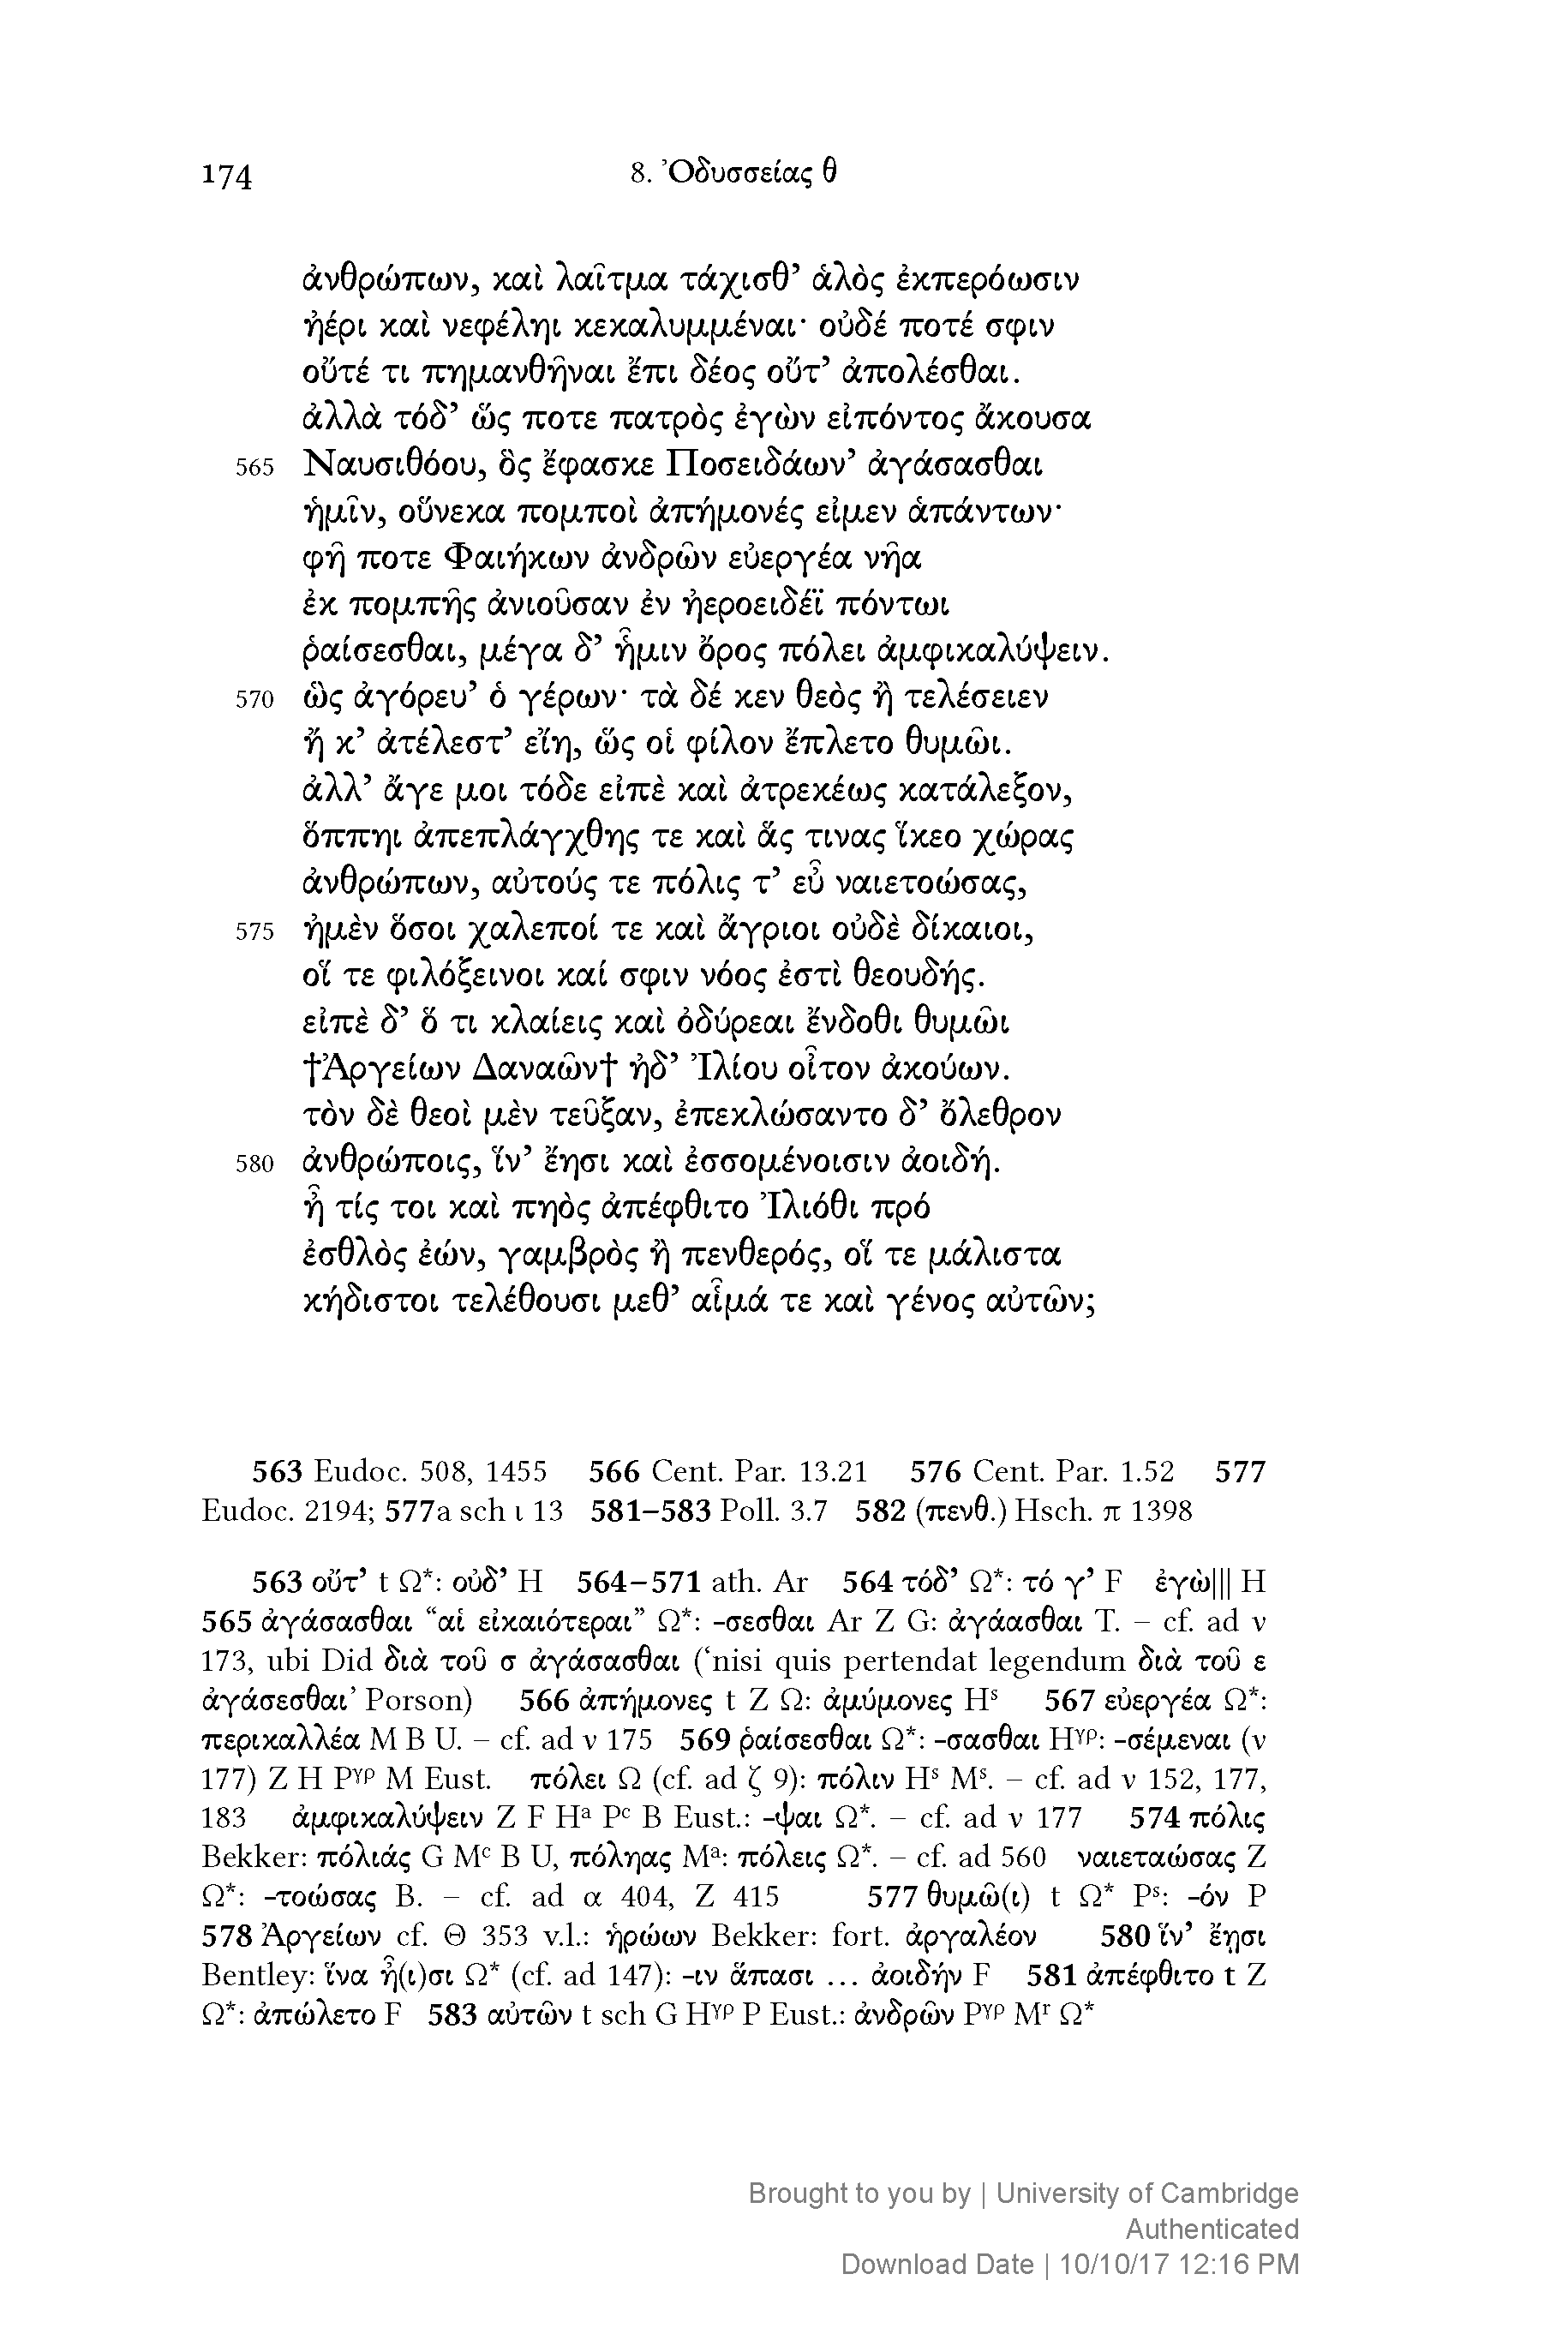 174 8. Ὀδυσσείας θ
ἀνθρώπων, καὶ λαῖτμα τάχισθ’ ἁλὸς ἐκπερόωσιν
ἠέρι καὶ νεφέληι κεκαλυμμέναι· οὐδέ ποτέ σφιν
οὔτέ τι πημανθῆναι ἔπι δέος οὔτ’ ἀπολέσθαι.
ἀλλὰ τόδ’ ὥς ποτε πατρὸς ἐγὼν εἰπόντος ἄκουσα
565 Ναυσιθόου, ὃς ἔφασκε Ποσειδάων’ ἀγάσασθαι
ἡμῖν, οὕνεκα πομποὶ ἀπήμονές εἰμεν ἁπάντων·
φῆ ποτε Φαιήκων ἀνδρῶν εὐεργέα νῆα
ἐκ πομπῆς ἀνιοῦσαν ἐν ἠεροειδέϊ πόντωι
ῥαίσεσθαι, μέγα δ’ ἧμιν ὄρος πόλει ἀμφικαλύψειν.
570 ὣς ἀγόρευ’ ὁ γέρων· τὰ δέ κεν θεὸς ἢ τελέσειεν
ἤ κ’ ἀτέλεστ’ εἴη, ὥς οἱ φίλον ἔπλετο θυμῶι.
ἀλλ’ ἄγε μοι τόδε εἰπὲ καὶ ἀτρεκέως κατάλεξον,
ὅππηι ἀπεπλάγχθης τε καὶ ἅς τινας ἵκεο χώρας
ἀνθρώπων, αὐτούς τε πόλις τ’ εὖ ναιετοώσας,
575 ἠμὲν ὅσοι χαλεποί τε καὶ ἄγριοι οὐδὲ δίκαιοι,
οἵ τε φιλόξεινοι καί σφιν νόος ἐστὶ θεουδής.
εἰπὲ δ’ ὅ τι κλαίεις καὶ ὀδύρεαι ἔνδοθι θυμῶι
†Ἀργείων Δαναῶν† ἠδ’ Ἰλίου οἶτον ἀκούων.
τὸν δὲ θεοὶ μὲν τεῦξαν, ἐπεκλώσαντο δ’ ὄλεθρον
580 ἀνθρώποις, ἵν’ ἔησι καὶ ἐσσομένοισιν ἀοιδή.
ἦ τίς τοι καὶ πηὸς ἀπέφθιτο Ἰλιόθι πρό
ἐσθλὸς ἐών, γαμβρὸς ἢ πενθερός, οἵ τε μάλιστα
κήδιστοι τελέθουσι μεθ’ αἷμά τε καὶ γένος αὐτῶν;
563 Eudoc. 508, 1455 566 Cent. Par. 13.21 576 Cent. Par. 1.52 577
Eudoc. 2194; 577a sch ι 13 581–583 Poll. 3.7 582 (πενθ.) Hsch. π 1398
563 οὔτ’ t Ω*: οὐδ’ H 564–571 ath. Ar 564 τόδ’ Ω*: τό γ’ F ἐγὼ||| H
565 ἀγάσασθαι “αἱ εἰκαιότεραι” Ω*: -σεσθαι Ar Z G: ἀγάασθαι T. – cf. ad ν
173, ubi Did διὰ τοῦ σ ἀγάσασθαι (‘nisi quis pertendat legendum διὰ τοῦ ε
ἀγάσεσθαι’ Porson) 566 ἀπήμονες t Z Ω: ἀμύμονες Hˢ 567 εὐεργέα Ω*:
περικαλλέα M B U. – cf. ad ν 175 569 ῥαίσεσθαι Ω*: -σασθαι Hᵞᵖ: -σέμεναι (ν
177) Z H Pᵞᵖ M Eust. πόλει Ω (cf. ad ζ 9): πόλιν Hˢ Mˢ. – cf. ad ν 152, 177,
183 ἀμφικαλύψειν Z F Hᵃ Pᶜ B Eust.: -ψαι Ω*. – cf. ad ν 177 574 πόλις
Bekker: πόλιάς G Mᶜ B U, πόληας Mᵃ: πόλεις Ω*. – cf. ad 560 ναιεταώσας Z
Ω*: -τοώσας B. – cf. ad α 404, Z 415 577 θυμῶ(ι) t Ω* Pˢ: -όν P
578 Ἀργείων cf. Θ 353 v.l.: ἡρώων Bekker: fort. ἀργαλέον 580 ἵν’ ἔησι
Bentley: ἵνα ἦ(ι)σι Ω* (cf. ad 147): -ιν ἅπασι ... ἀοιδήν F 581 ἀπέφθιτο t Z
Ω*: ἀπώλετο F 583 αὐτῶν t sch G Hᵞᵖ P Eust.: ἀνδρῶν Pᵞᵖ Mʳ Ω*
Brought to you by | University of Cambridge
Authenticated
Download Date | 10/10/17 12:16 PM